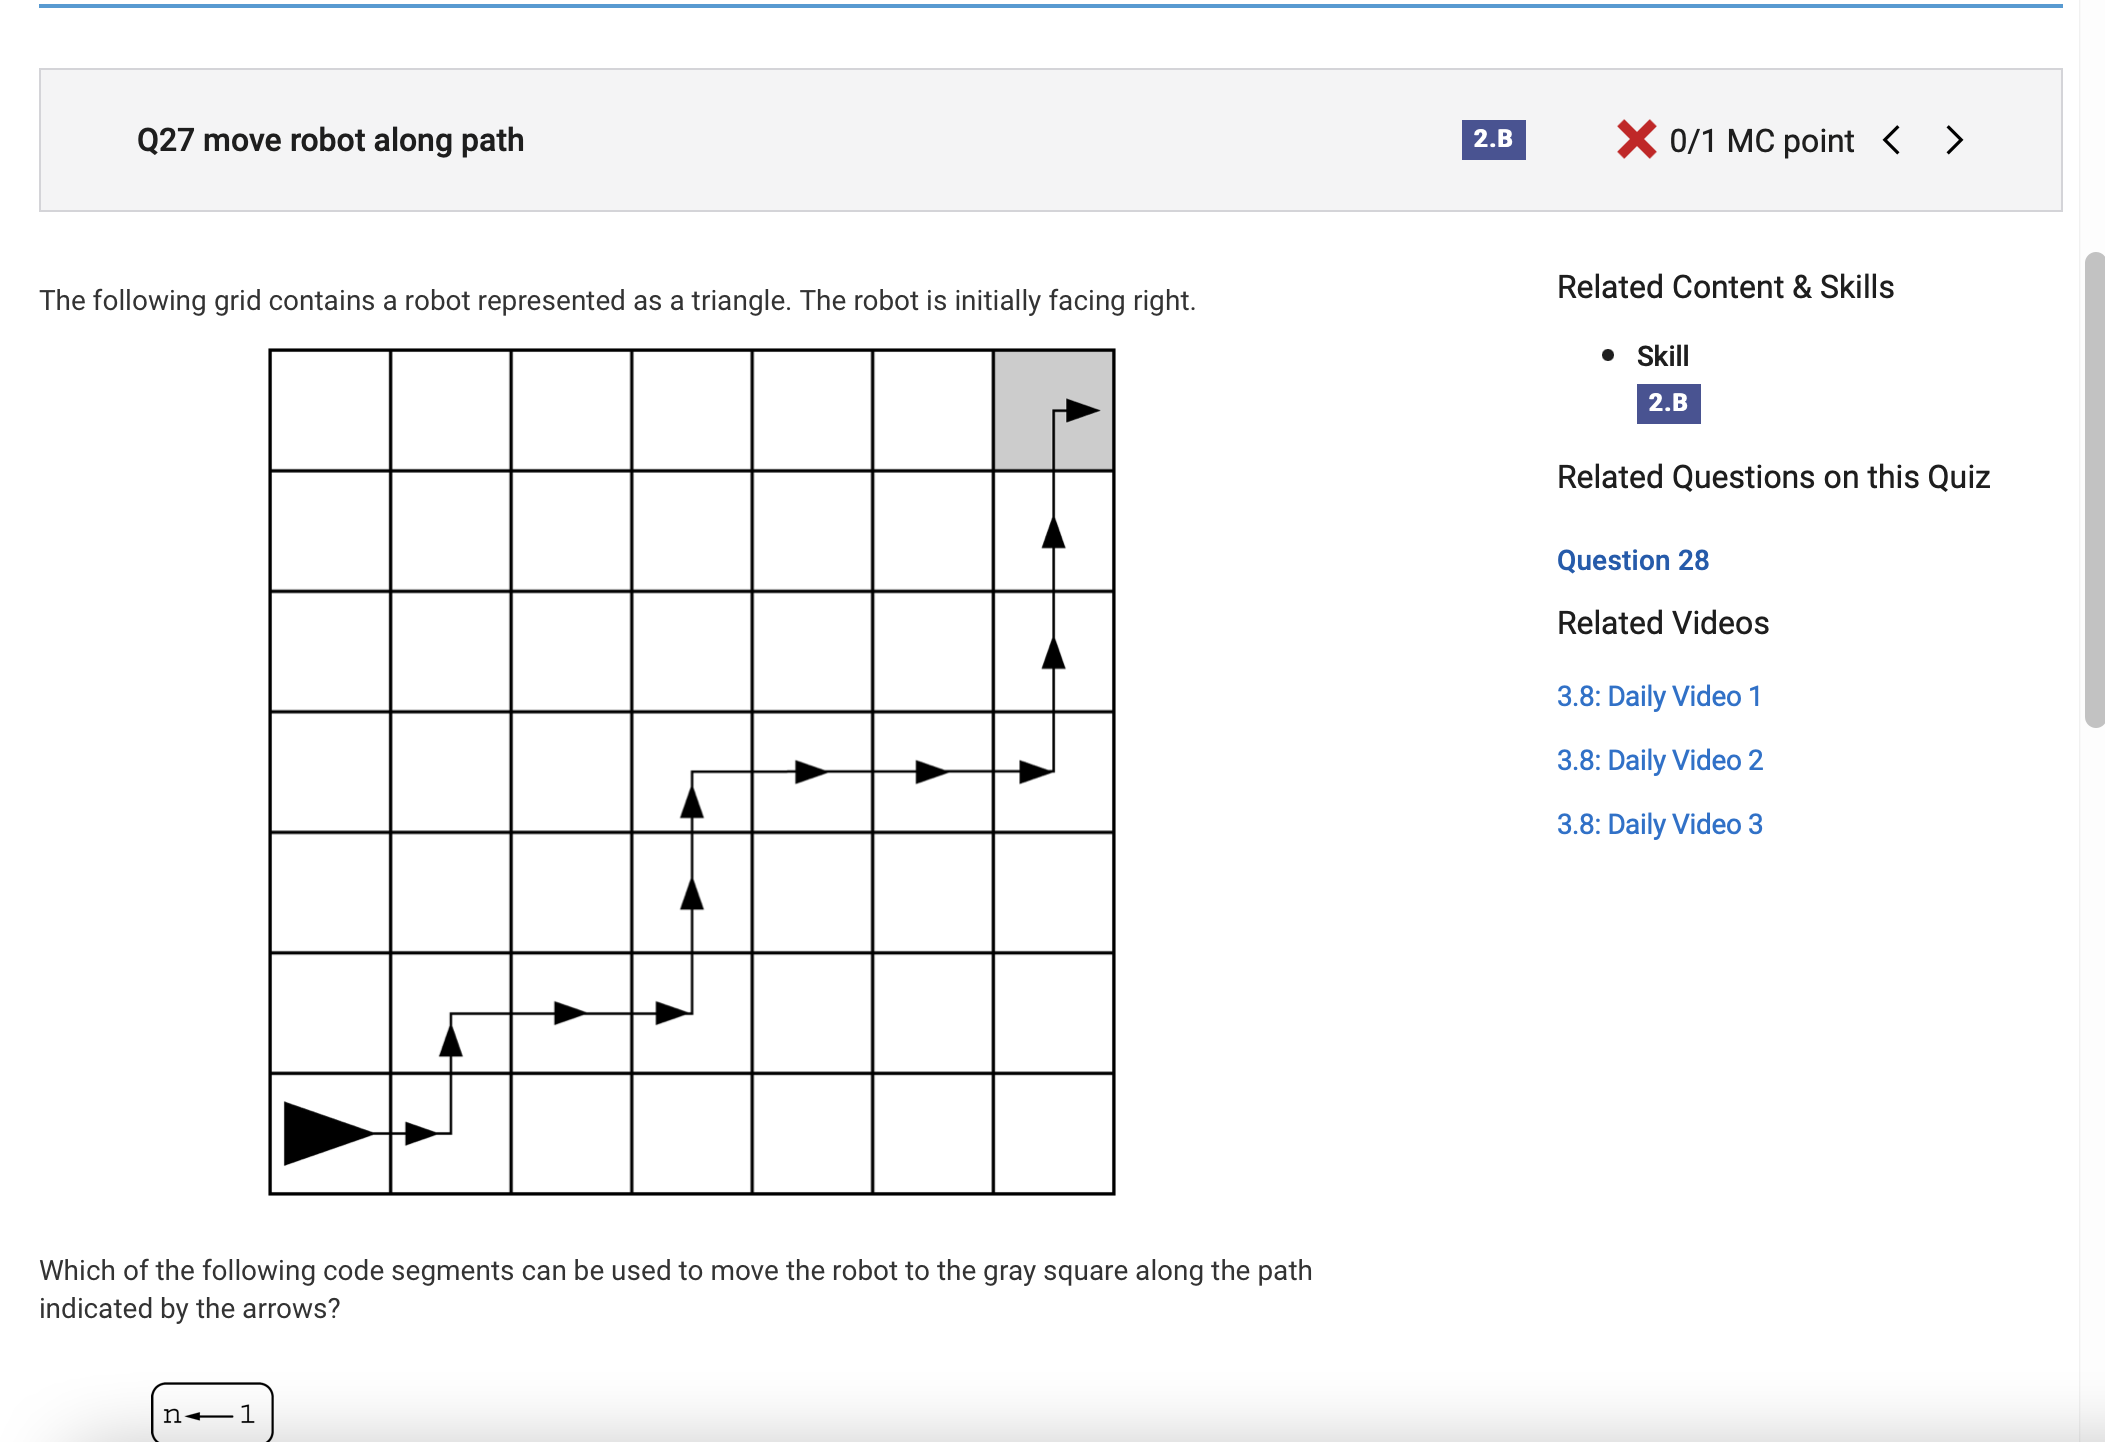 Q27 move robot along path
2.B
0/1 MC point
The following grid contains a robot represented as a triangle. The robot is initially facing right.
Related Content & Skills
Skill
2.B
Related Questions on this Quiz
Question 28
Related Videos
3.8: Daily Video 1
3.8: Daily Video 2
3.8: Daily Video 3
Which of the following code segments can be used to move the robot to the gray square along the path
indicated by the arrows?
n ← 1